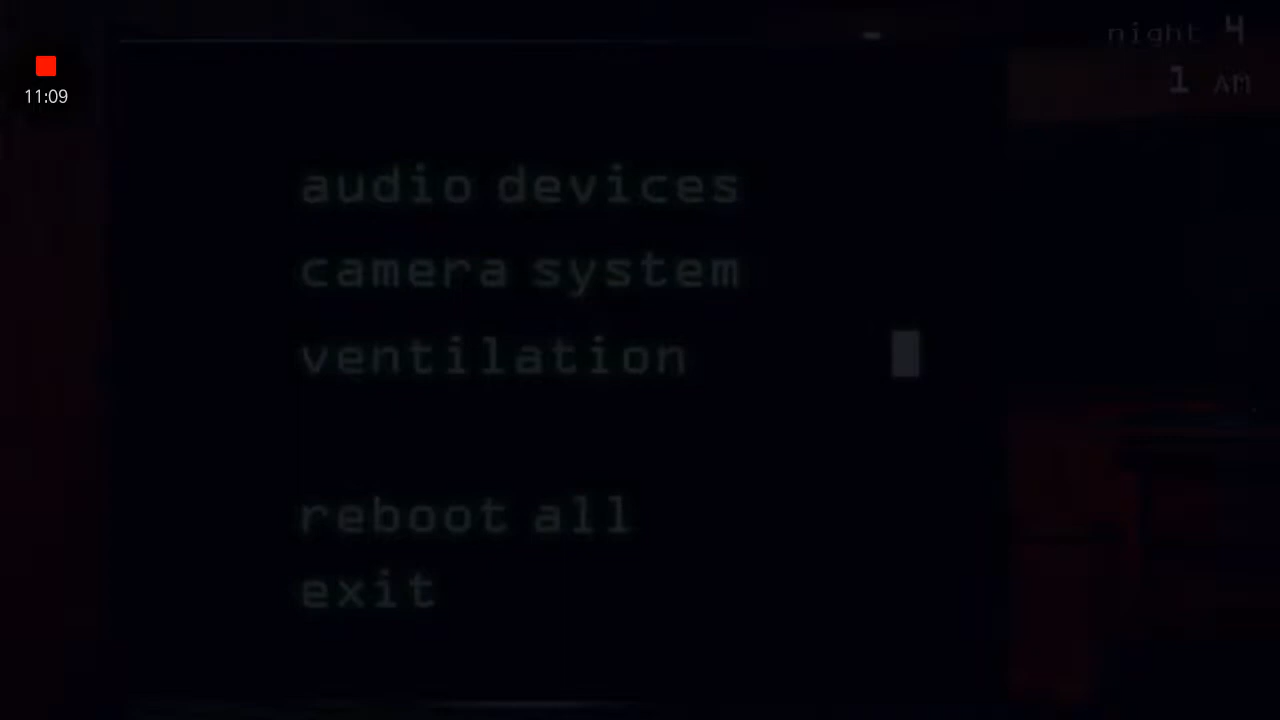 night 4
11:09
1 AM
audio devices
camera system
ventilation
reboot all
exit